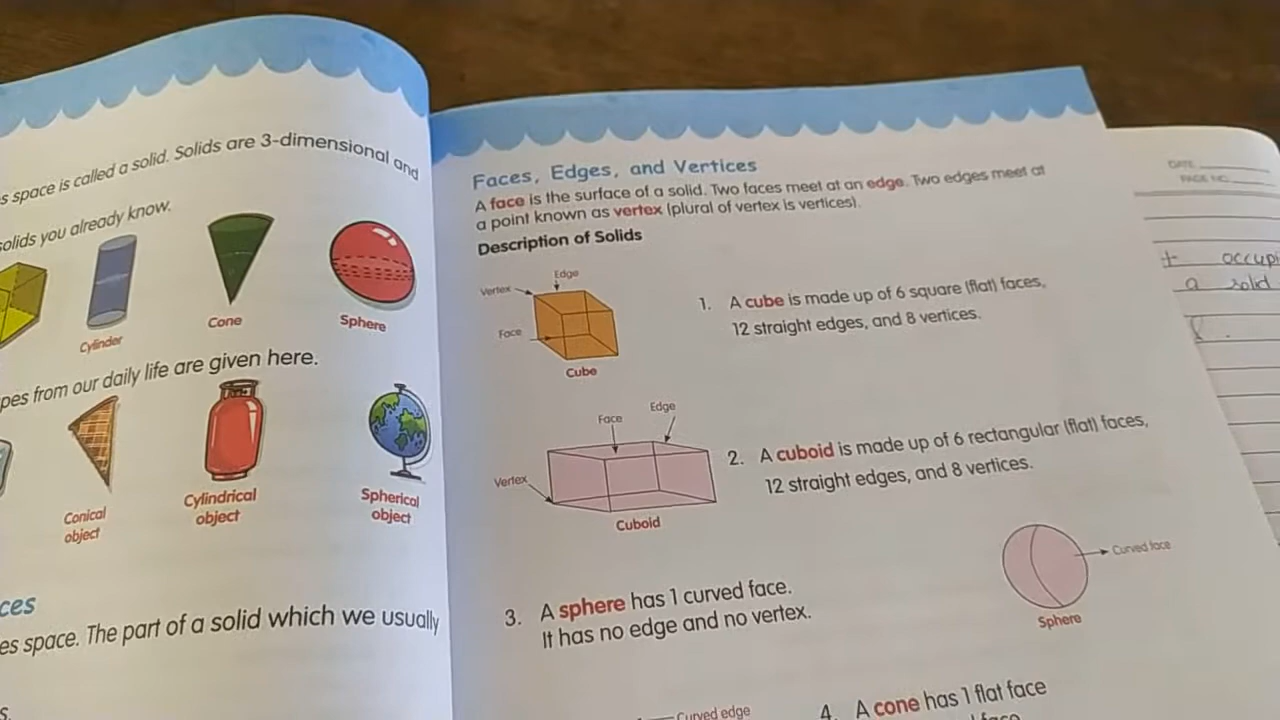 s space is called a solid. Solids are 3-dimensional and
solids you already know.
Cylinder
Cone
Sphere
pes from our daily life are given here.
Conical
object
Cylindrical
object
Spherical
object
ces
es space. The part of a solid which we usually
s.
Faces, Edges, and Vertices
A face is the surface of a solid. Two faces meet at an edge. Two edges meet at
a point known as vertex (plural of vertex is vertices).
Description of Solids
Edge
Vertex
Face
Cube
1. A cube is made up of 6 square (flat) faces,
12 straight edges, and 8 vertices.
Face
Edge
Vertex
Cuboid
2. A cuboid is made up of 6 rectangular (flat) faces,
12 straight edges, and 8 vertices.
3. A sphere has 1 curved face.
It has no edge and no vertex.
Curved face
Sphere
Curved edge
4. A cone has 1 flat face
DATE
PAGE NO.
occupi
a solid